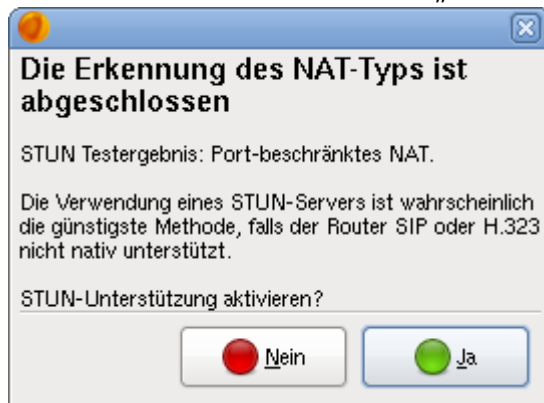 „
Die Erkennung des NAT-Typs ist
abgeschlossen
STUN Testergebnis: Port-beschränktes NAT.
Die Verwendung eines STUN-Servers ist wahrscheinlich
die günstigste Methode, falls der Router SIP oder H.323
nicht nativ unterstützt.
STUN-Unterstützung aktivieren?
Nein
Ja